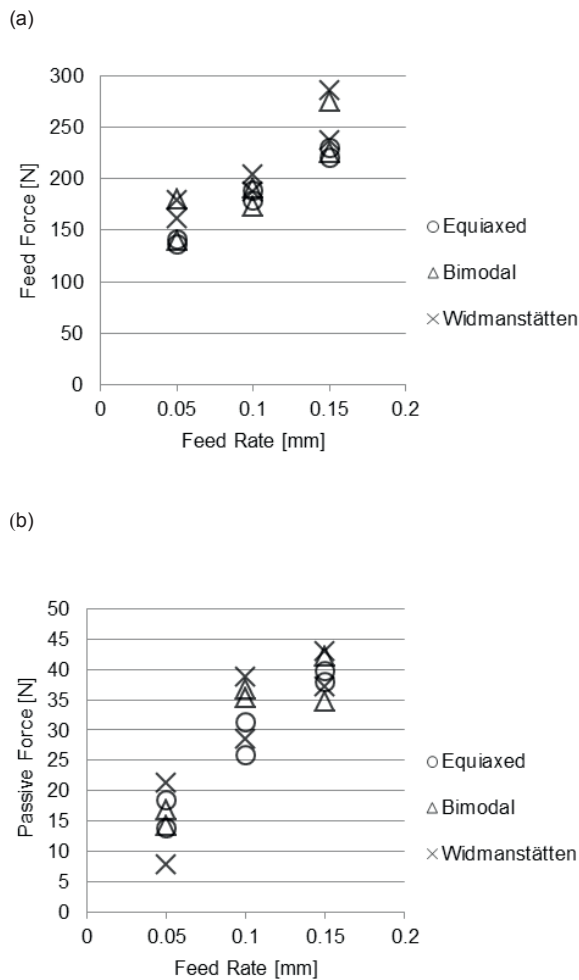 (a)
300
250
200
150
100
50
0
Feed Force [N]
0 0.05 0.1 0.15 0.2
Feed Rate [mm]
Equiaxed
Bimodal
Widmanstätten
(b)
50
45
40
35
30
25
20
15
10
5
0
Passive Force [N]
0 0.05 0.1 0.15 0.2
Feed Rate [mm]
Equiaxed
Bimodal
Widmanstätten